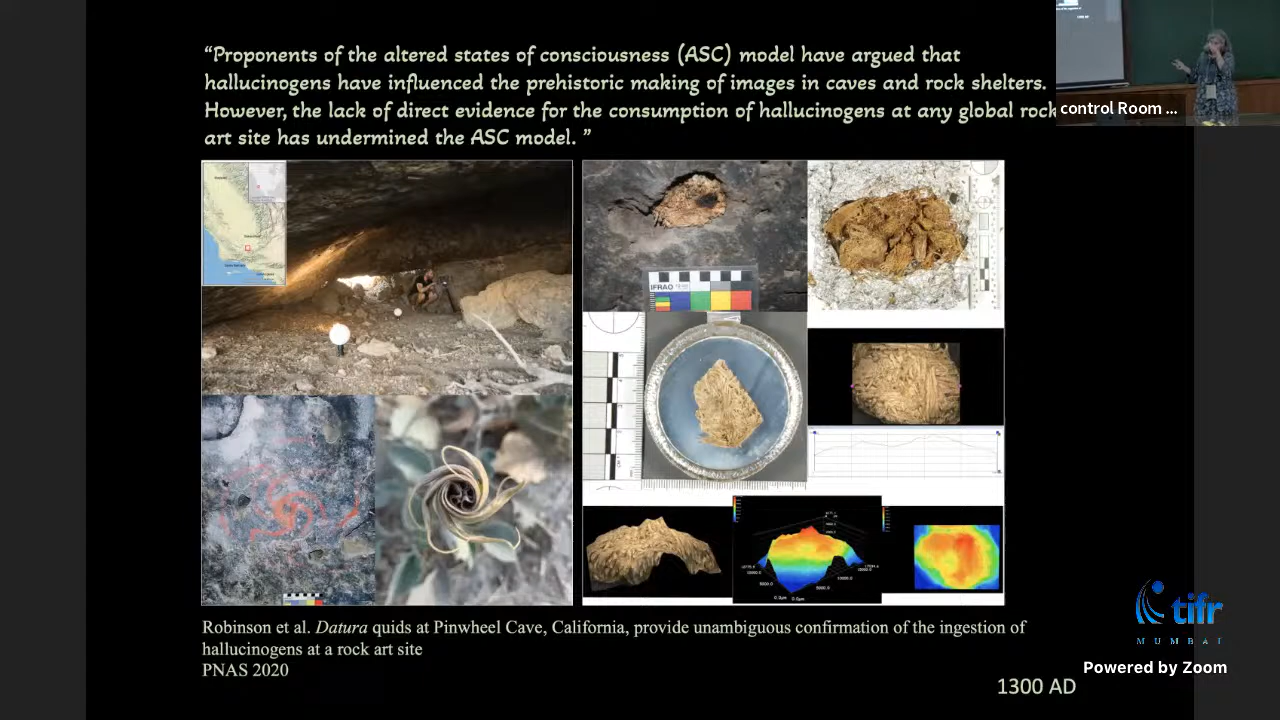 “Proponents of the altered states of consciousness (ASC) model have argued that
hallucinogens have influenced the prehistoric making of images in caves and rock shelters.
However, the lack of direct evidence for the consumption of hallucinogens at any global rock
art site has undermined the ASC model. ”
control Room ...
IFRAO
Robinson et al. Datura quids at Pinwheel Cave, California, provide unambiguous confirmation of the ingestion of
hallucinogens at a rock art site
PNAS 2020
1300 AD
tifr
MUMBAI
Powered by Zoom